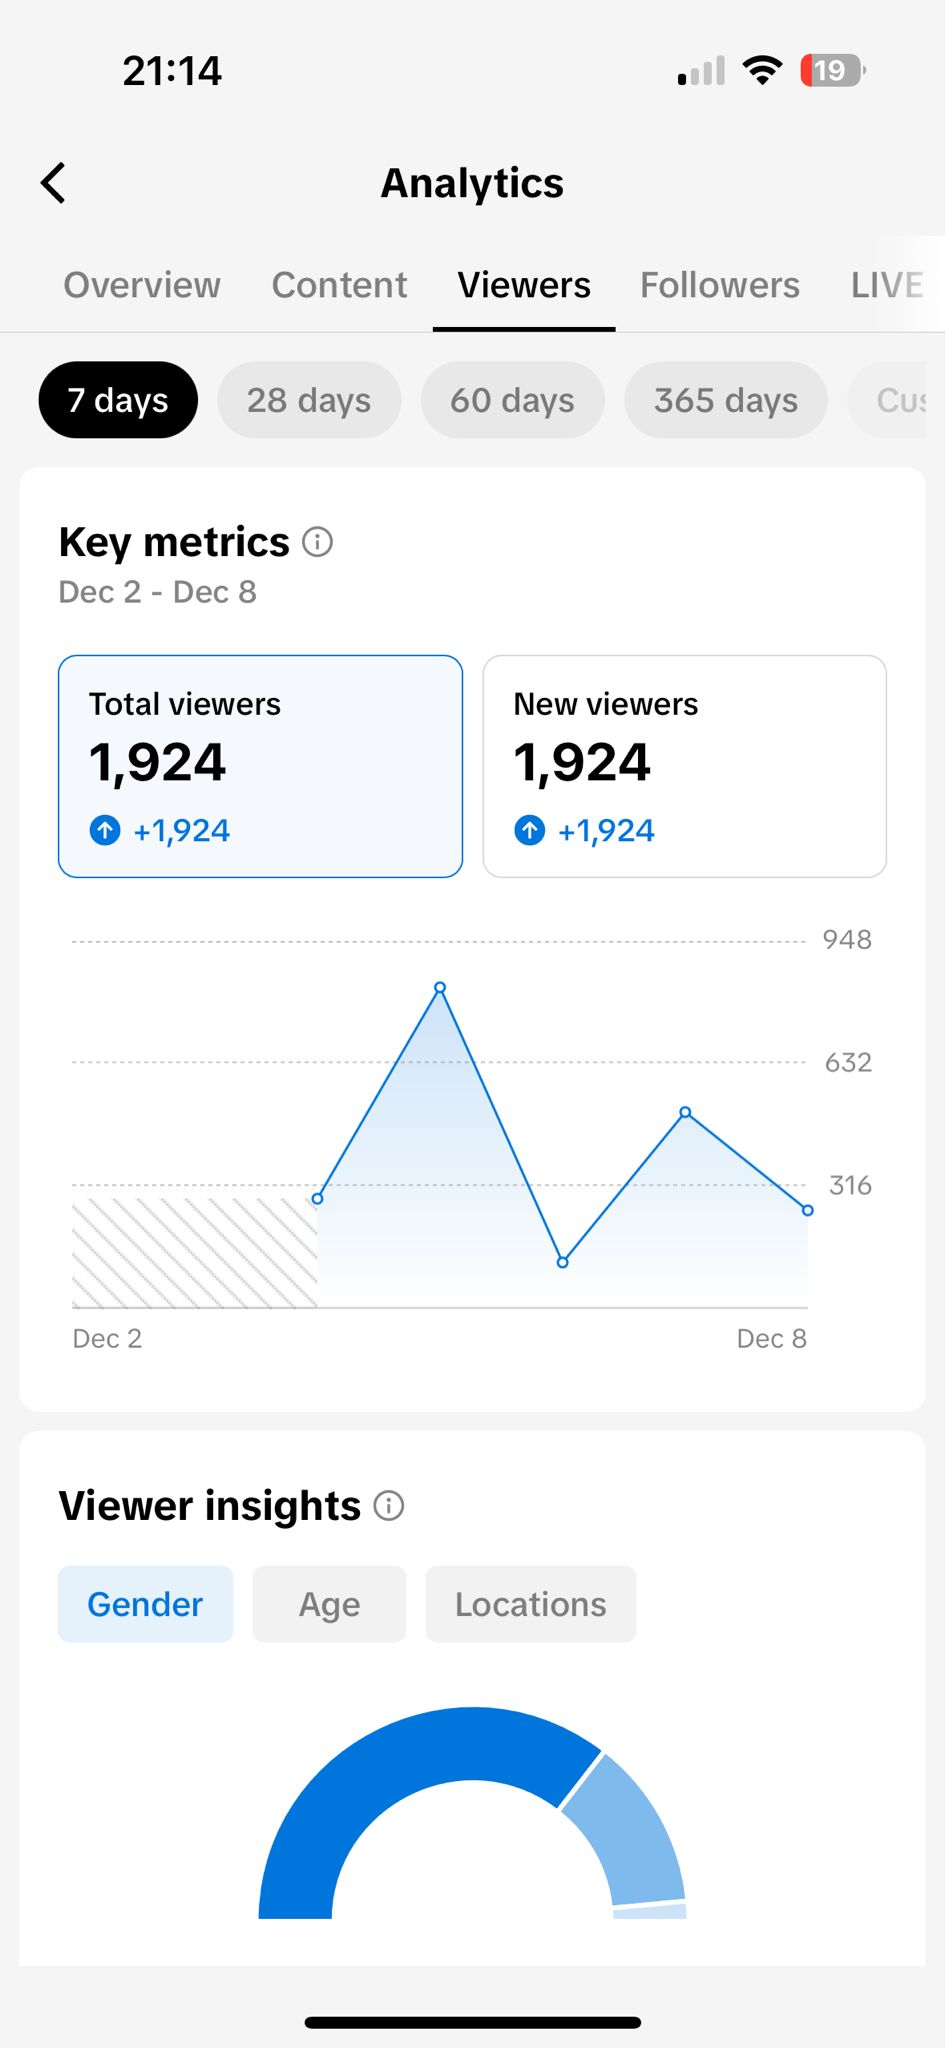 21:14
19
Analytics
Overview Content Viewers Followers LIVE
7 days 28 days 60 days 365 days Cus
Key metrics
Dec 2 - Dec 8
Total viewers New viewers
1,924 1,924
+1,924 +1,924
948
632
316
Dec 2 Dec 8
Viewer insights
Gender Age Locations